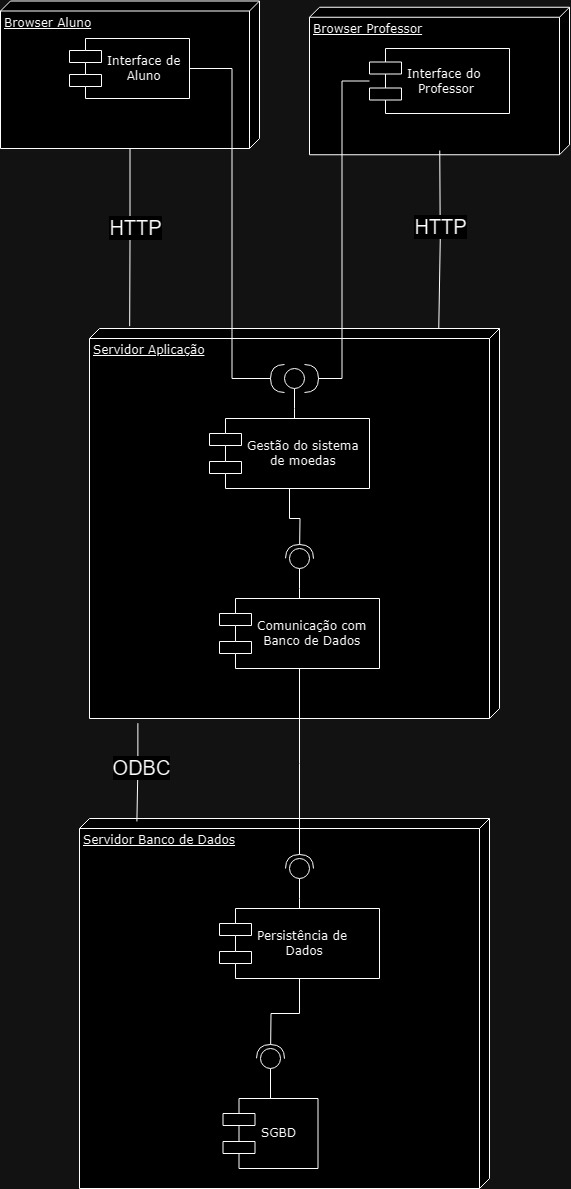 Browser Aluno
Interface de
Aluno
Browser Professor
Interface do
Professor
HTTP
HTTP
Servidor Aplicação
Gestão do sistema
de moedas
Comunicação com
Banco de Dados
ODBC
Servidor Banco de Dados
Persistência de
Dados
SGBD